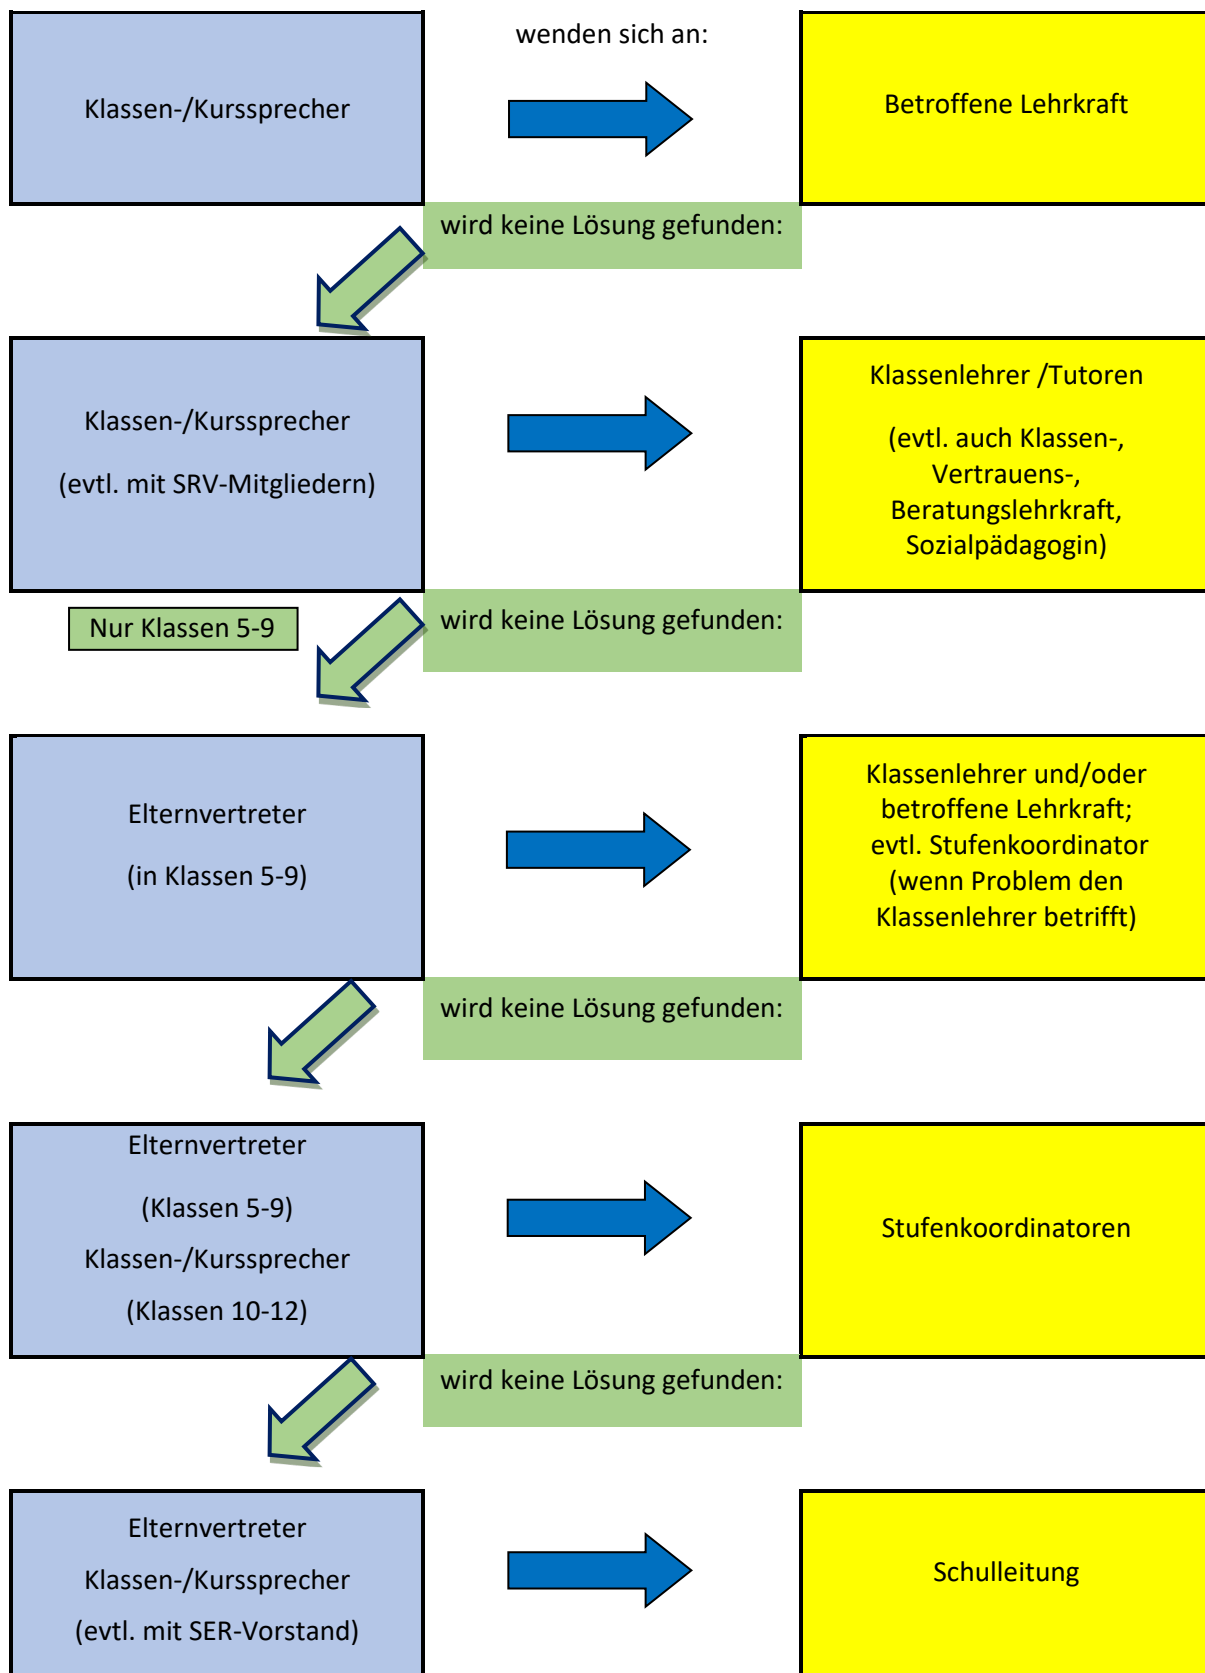 wenden sich an:
Klassen-/Kurssprecher
Betroffene Lehrkraft
wird keine Lösung gefunden:
Klassen-/Kurssprecher
(evtl. mit SRV-Mitgliedern)
Klassenlehrer /Tutoren
(evtl. auch Klassen-,
Vertrauens-,
Beratungslehrkraft,
Sozialpädagogin)
Nur Klassen 5-9
wird keine Lösung gefunden:
Elternvertreter
(in Klassen 5-9)
Klassenlehrer und/oder
betroffene Lehrkraft;
evtl. Stufenkoordinator
(wenn Problem den
Klassenlehrer betrifft)
wird keine Lösung gefunden:
Elternvertreter
(Klassen 5-9)
Klassen-/Kurssprecher
(Klassen 10-12)
Stufenkoordinatoren
wird keine Lösung gefunden:
Elternvertreter
Klassen-/Kurssprecher
(evtl. mit SER-Vorstand)
Schulleitung